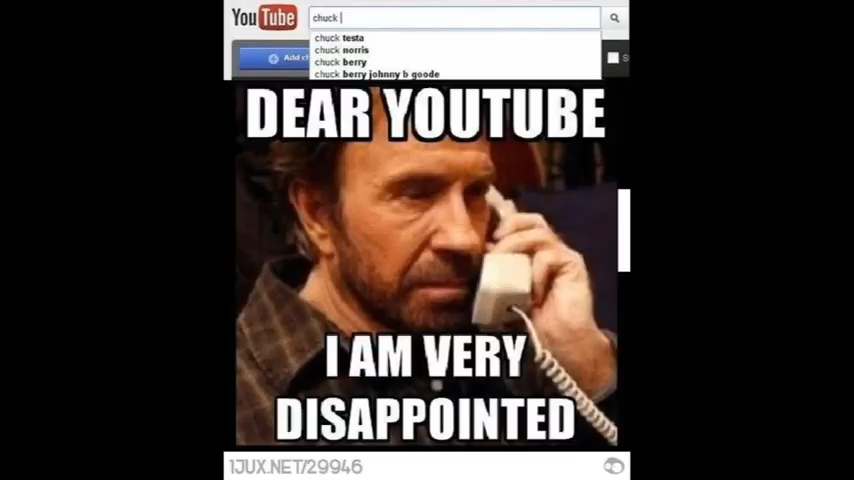 YouTube
chuck
chuck testa
chuck norris
chuck berry
chuck berry johnny b goode
Add c
S
DEAR YOUTUBE
I AM VERY
DISAPPOINTED
1JUX.NET/29946